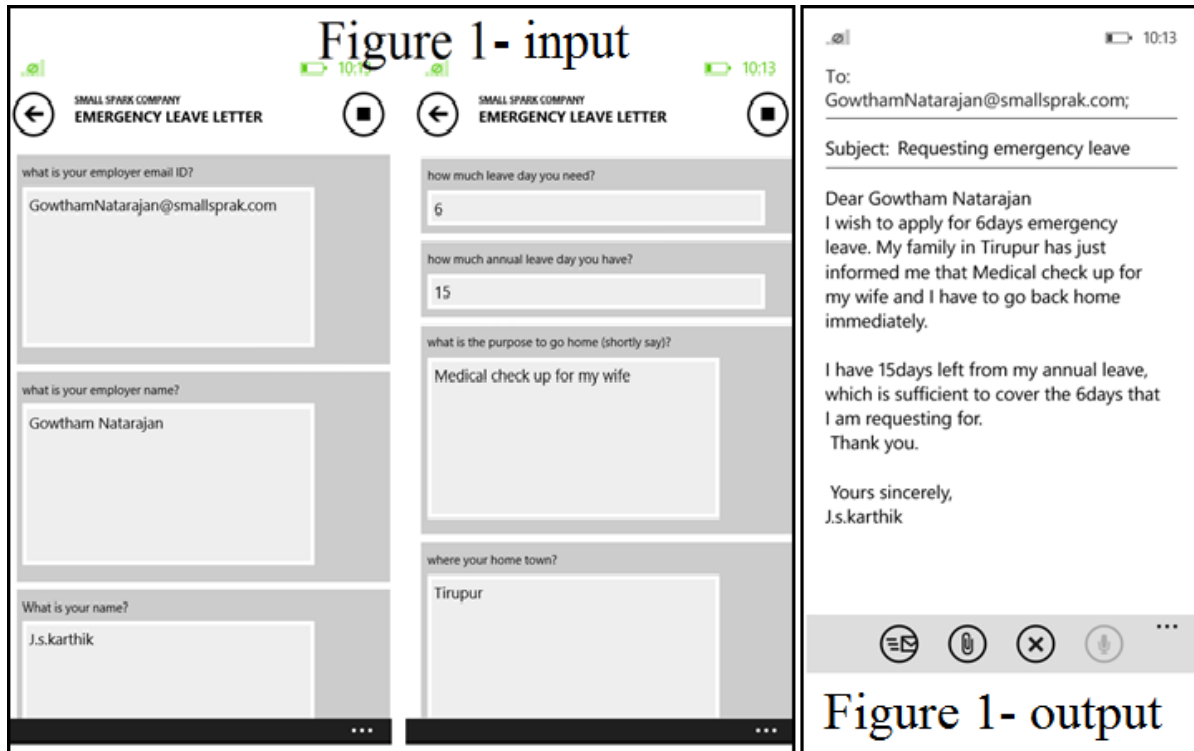 Figure 1- input
10:13
SMALL SPARK COMPANY
EMERGENCY LEAVE LETTER
what is your employer email ID?
GowthamNatarajan@smallsprak.com
what is your employer name?
Gowtham Natarajan
What is your name?
J.s.karthik
10:13
SMALL SPARK COMPANY
EMERGENCY LEAVE LETTER
how much leave day you need?
6
how much annual leave day you have?
15
what is the purpose to go home (shortly say)?
Medical check up for my wife
where your home town?
Tirupur
10:13
To:
GowthamNatarajan@smallsprak.com;
Subject: Requesting emergency leave
Dear Gowtham Natarajan
I wish to apply for 6days emergency
leave. My family in Tirupur has just
informed me that Medical check up for
my wife and I have to go back home
immediately.
I have 15days left from my annual leave,
which is sufficient to cover the 6days that
I am requesting for.
Thank you.
Yours sincerely,
J.s.karthik
Figure 1- output